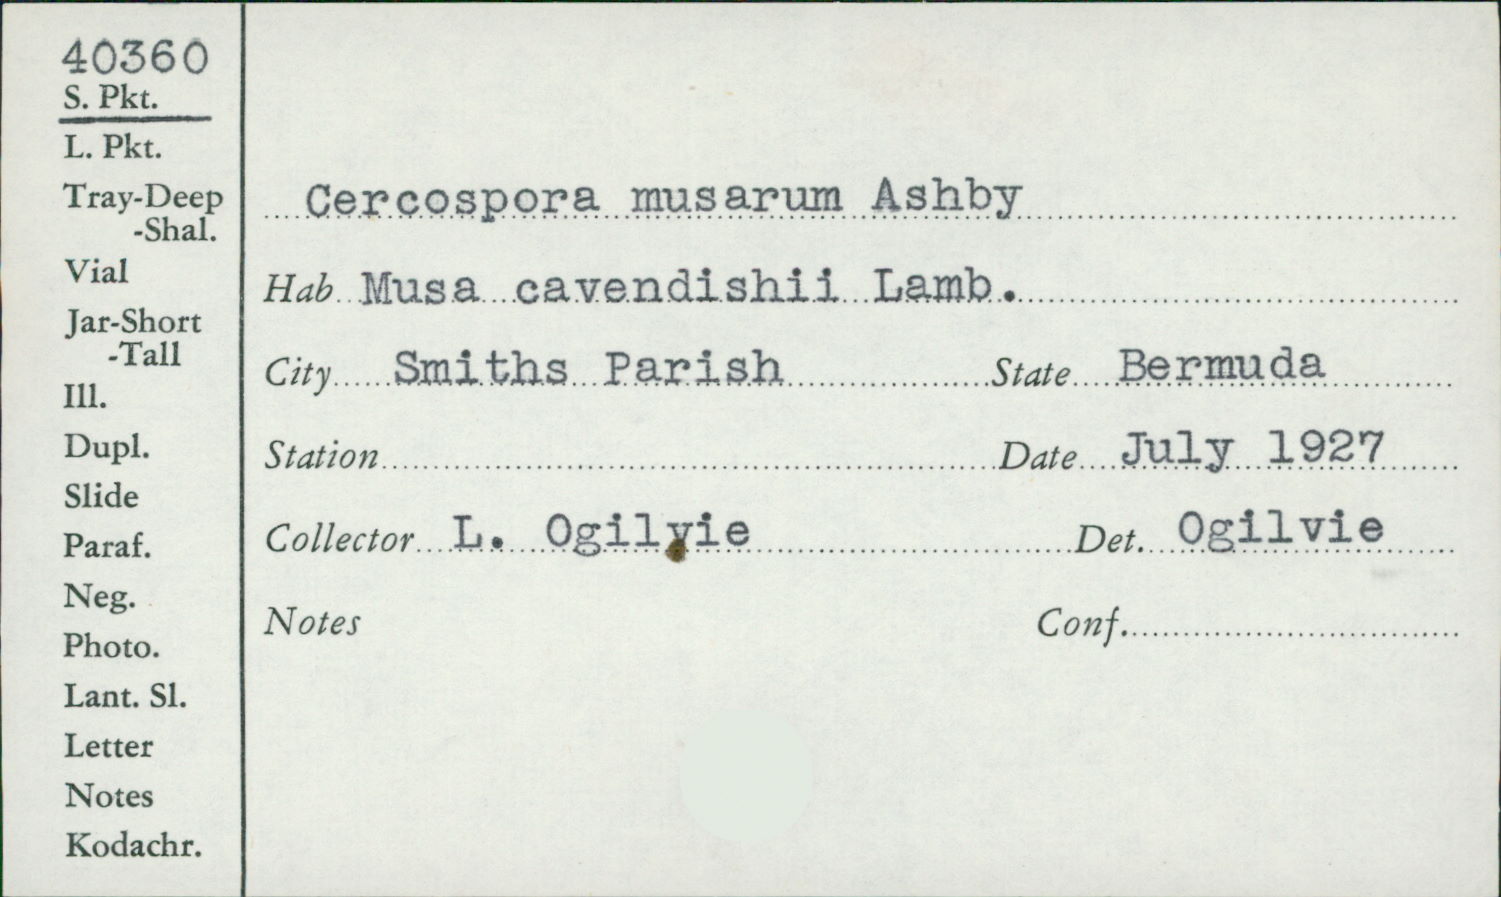 40360
S. Pkt.
L. Pkt.
Tray-Deep
-Shal.
Vial
Jar-Short
-Tall
Ill.
Dupl.
Slide
Paraf.
Neg.
Photo.
Lant. Sl.
Letter
Notes
Kodachr.
Cercospora musarum Ashby
Hab Musa cavendishii Lamb.
City Smiths Parish State Bermuda
Station Date July 1927
Collector L. Ogilvie Det. Ogilvie
Notes Conf.